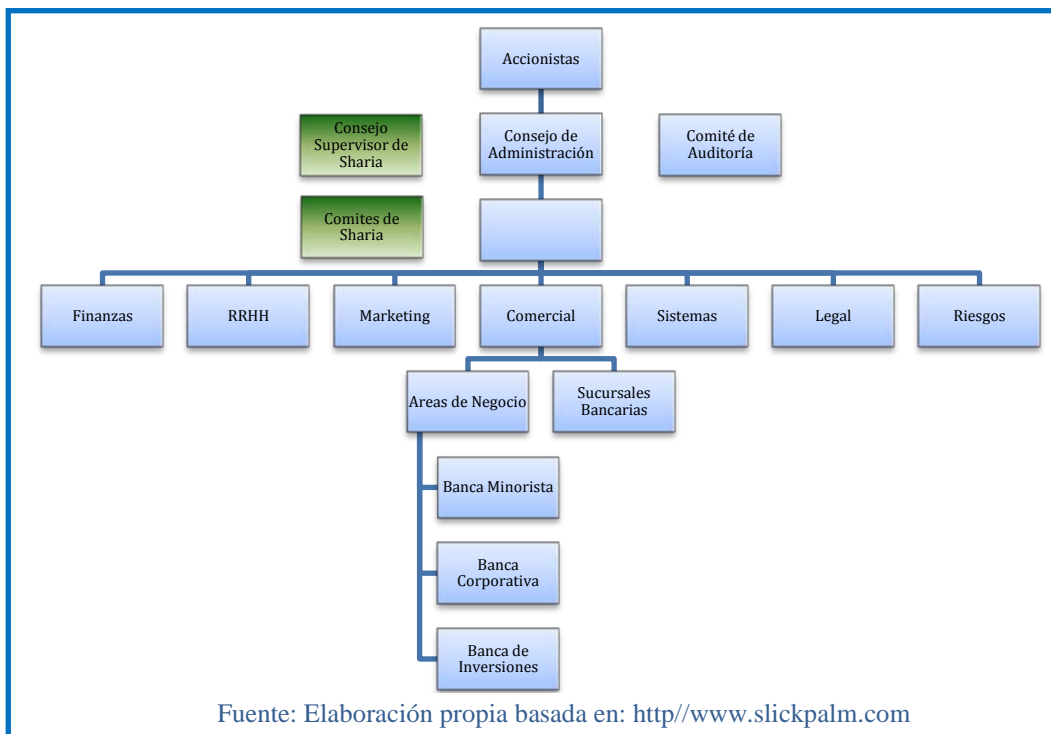 Accionistas
Consejo
Supervisor de
Sharia
Consejo de
Administración
Comité de
Auditoría
Comites de
Sharia
Finanzas
RRHH
Marketing
Comercial
Sistemas
Legal
Riesgos
Areas de Negocio
Sucursales
Bancarias
Banca Minorista
Banca
Corporativa
Banca de
Inversiones
Fuente: Elaboración propia basada en: http//www.slickpalm.com